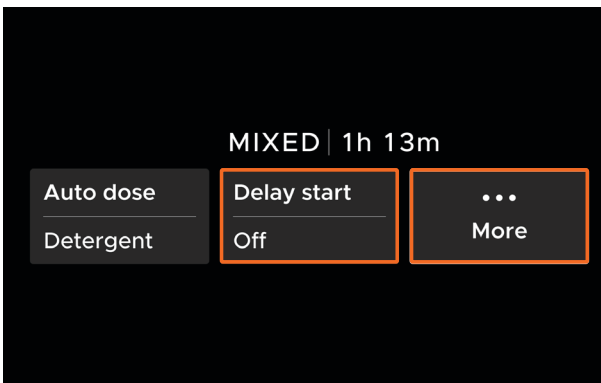 MIXED | 1h 13m
Auto dose
Detergent
Delay start
Off
•••
More